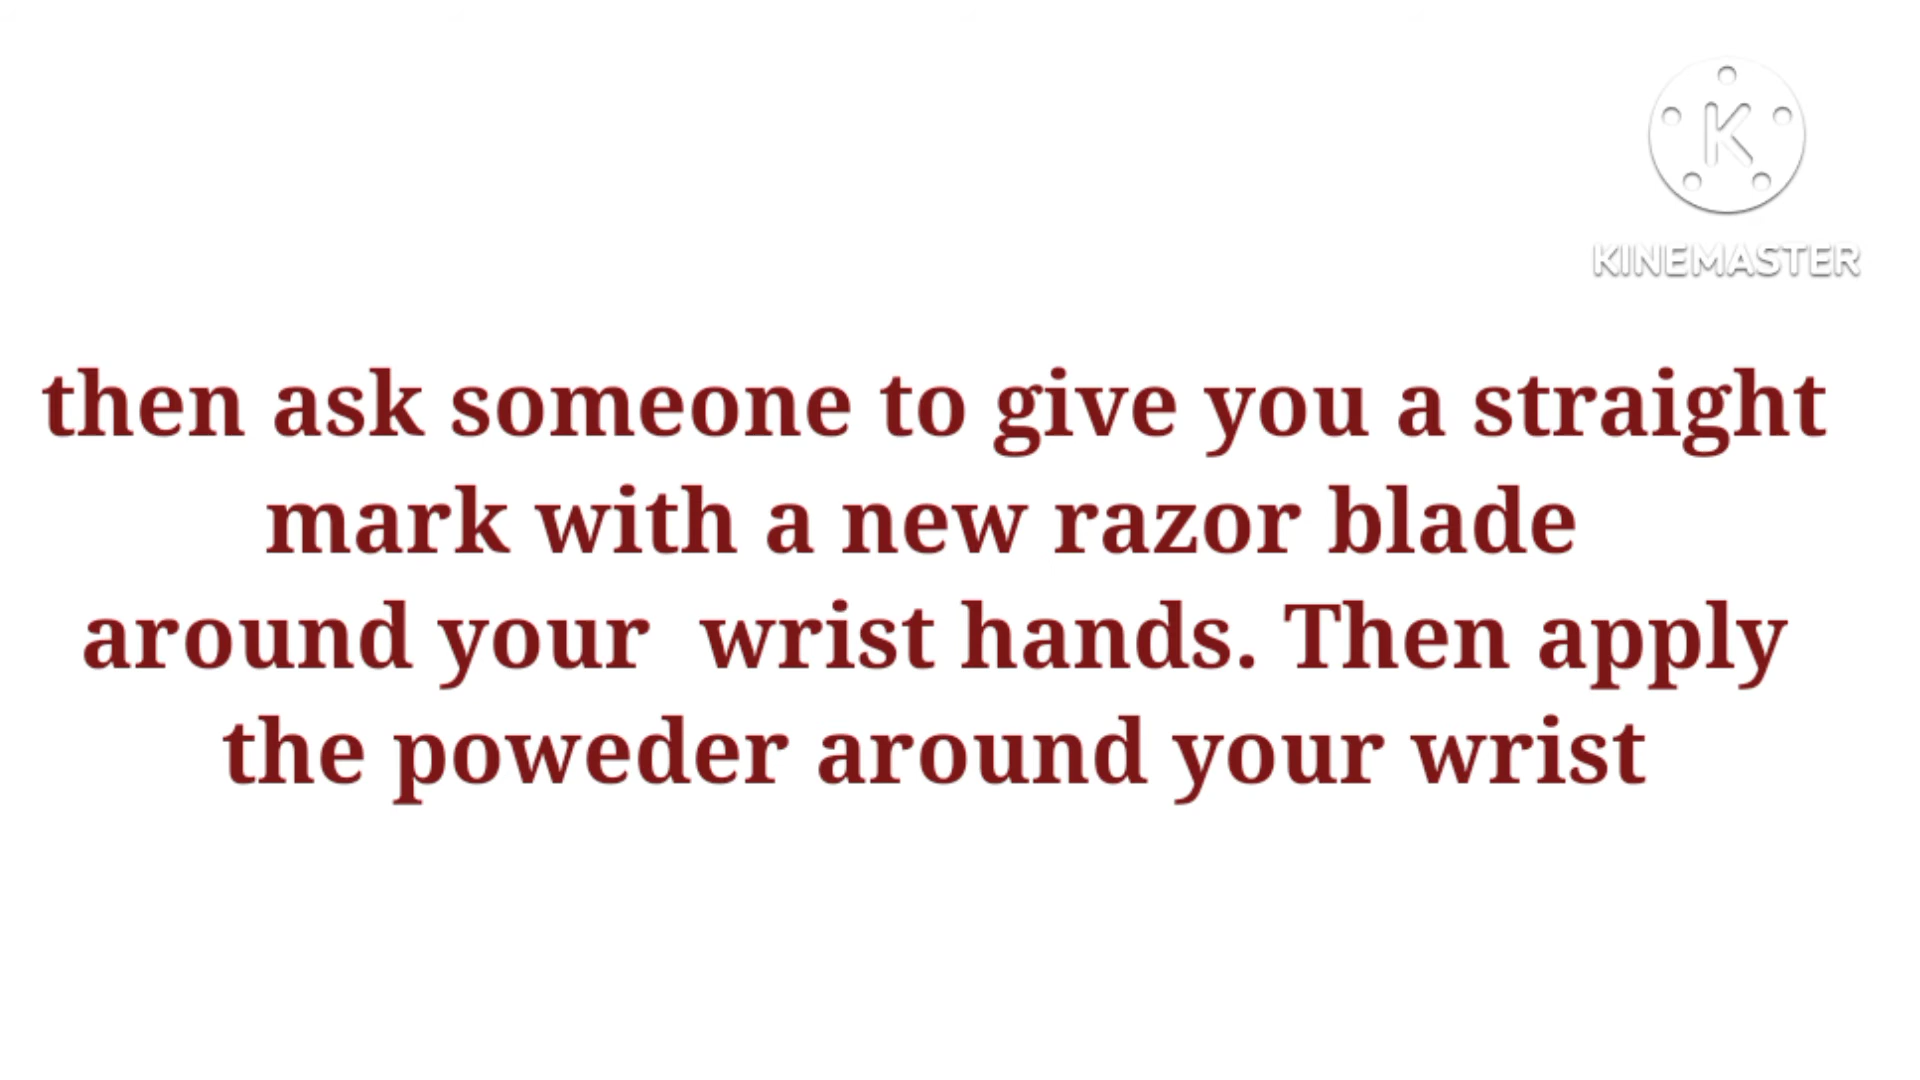 KINEMASTER
then ask someone to give you a straight
mark with a new razor blade
around your wrist hands. Then apply
the poweder around your wrist